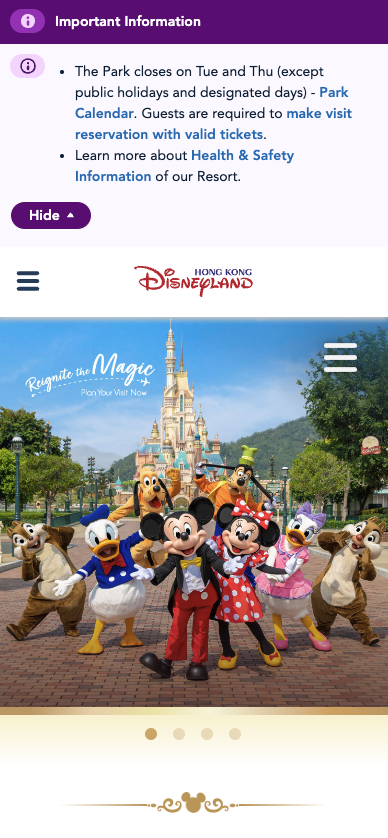 Important Information
The Park closes on Tue and Thu (except
public holidays and designated days) - Park
Calendar. Guests are required to make visit
reservation with valid tickets.
Learn more about Health & Safety
Information of our Resort.
Hide
HONG KONG
DISNEYLAND
Reignite the Magic
Plan Your Visit Now